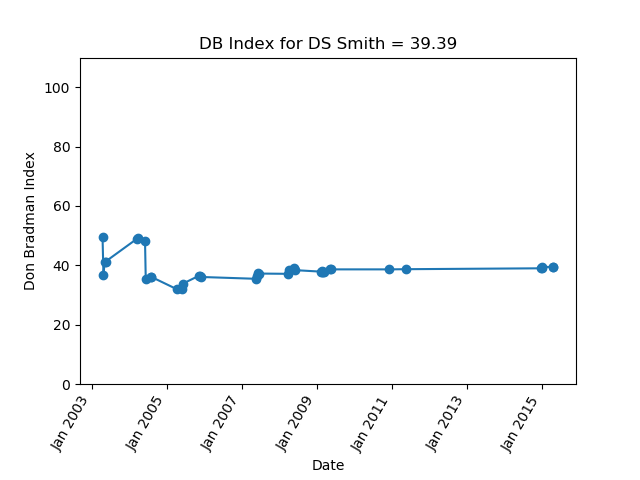 DB Index for DS Smith = 39.39
100
80
60
40
20
0
Don Bradman Index
Jan 2003
Jan 2005
Jan 2007
Jan 2009
Jan 2011
Jan 2013
Jan 2015
Date